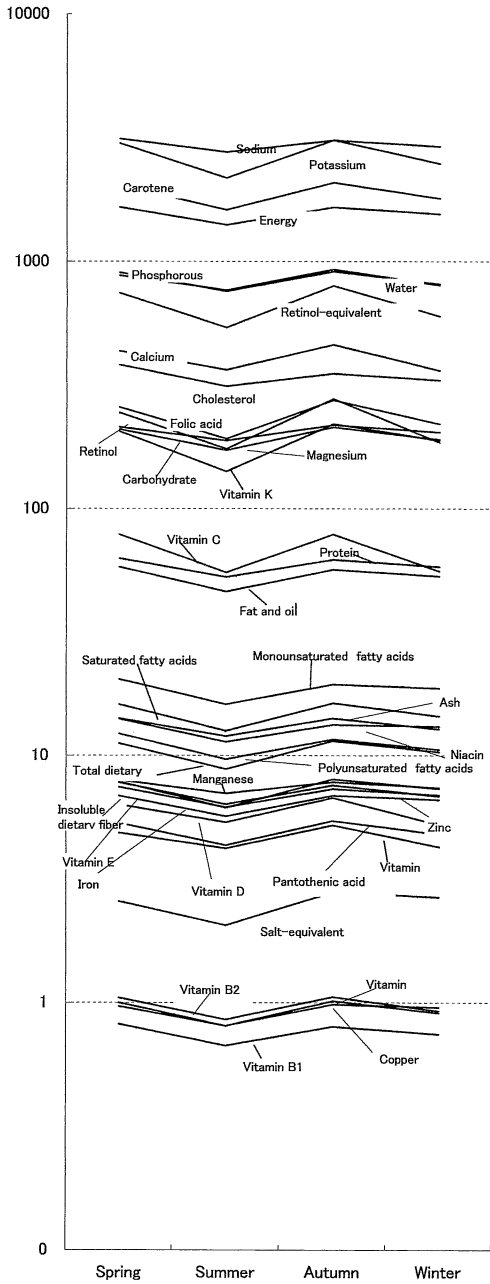 10000
Sodium
Potassium
Carotene
Energy
1000
Phosphorous
Water
Retinol-equivalent
Calcium
Cholesterol
Folic acid
Retinol
Magnesium
Carbohydrate
Vitamin K
100
Vitamin C
Protein
Fat and oil
Monounsaturated fatty acids
Saturated fatty acids
Ash
10
Niacin
Total dietary
Polyunsaturated fatty acids
Manganese
Insoluble
dietary fiber
Zinc
Vitamin E
Vitamin
Iron
Pantothenic acid
Vitamin D
Salt-equivalent
Vitamin
Vitamin B2
1
Copper
Vitamin B1
0
Spring Summer Autumn Winter